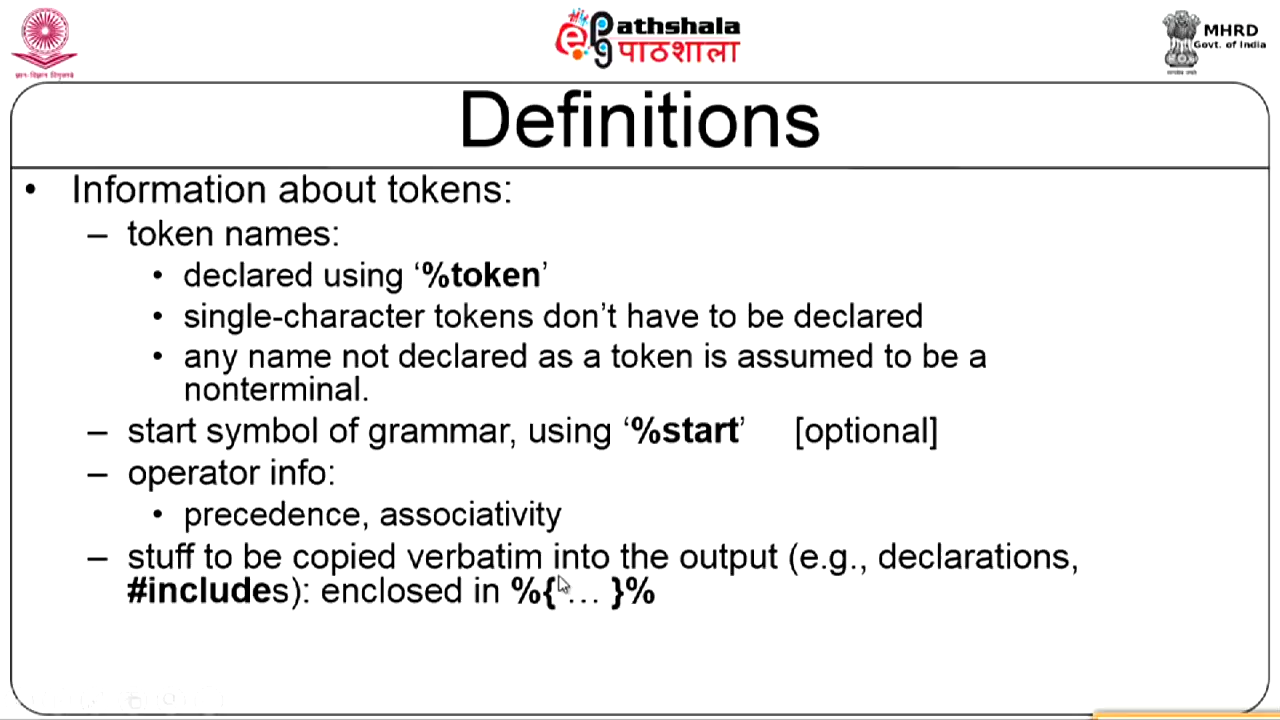 Pathshala
पाठशाला
MHRD
Govt. of India
Definitions
• Information about tokens:
– token names:
• declared using ‘%token’
• single-character tokens don’t have to be declared
• any name not declared as a token is assumed to be a
nonterminal.
– start symbol of grammar, using ‘%start’ [optional]
– operator info:
• precedence, associativity
– stuff to be copied verbatim into the output (e.g., declarations,
#includes): enclosed in %{ … }%